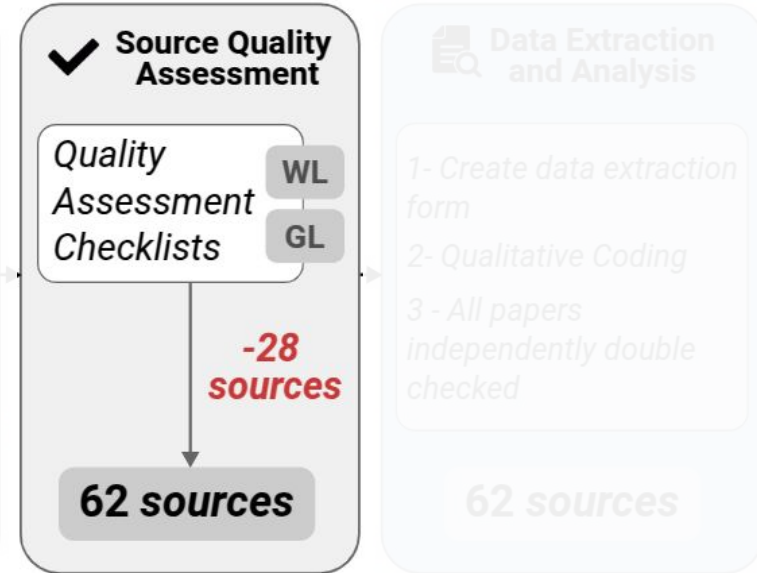 Source Quality
Assessment
Quality
Assessment
Checklists
WL
GL
-28
sources
62 sources
Data Extraction
and Analysis
1- Create data extraction
form
2- Qualitative Coding
3 - All papers
independently double
checked
62 sources